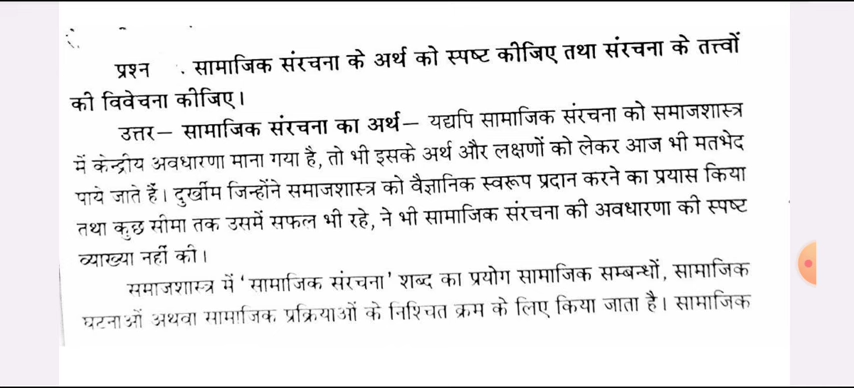 प्रश्न . सामाजिक संरचना के अर्थ को स्पष्ट कीजिए तथा संरचना के तत्त्वों
की विवेचना कीजिए।
उत्तर– सामाजिक संरचना का अर्थ– यद्यपि सामाजिक संरचना को समाजशास्त्र
में केन्द्रीय अवधारणा माना गया है, तो भी इसके अर्थ और लक्षणों को लेकर आज भी मतभेद
पाये जाते हैं। दुर्खीम जिन्होंने समाजशास्त्र को वैज्ञानिक स्वरूप प्रदान करने का प्रयास किया
तथा कुछ सीमा तक उसमें सफल भी रहे, ने भी सामाजिक संरचना की अवधारणा की स्पष्ट
व्याख्या नहीं की।
समाजशास्त्र में 'सामाजिक संरचना' शब्द का प्रयोग सामाजिक सम्बन्धों, सामाजिक
घटनाओं अथवा सामाजिक प्रक्रियाओं के निश्चित क्रम के लिए किया जाता है। सामाजिक